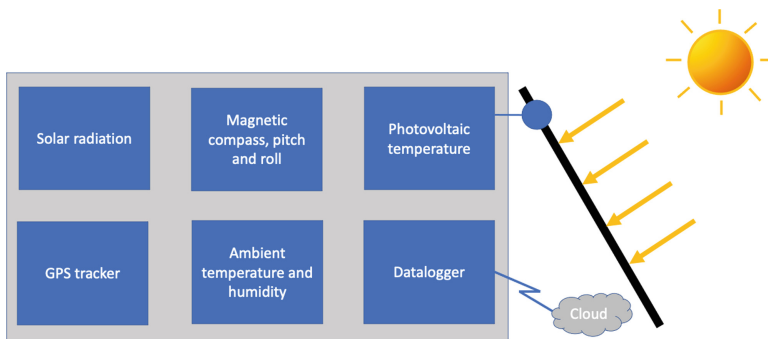 Solar radiation
Magnetic
compass, pitch
and roll
Photovoltaic
temperature
GPS tracker
Ambient
temperature and
humidity
Datalogger
Cloud